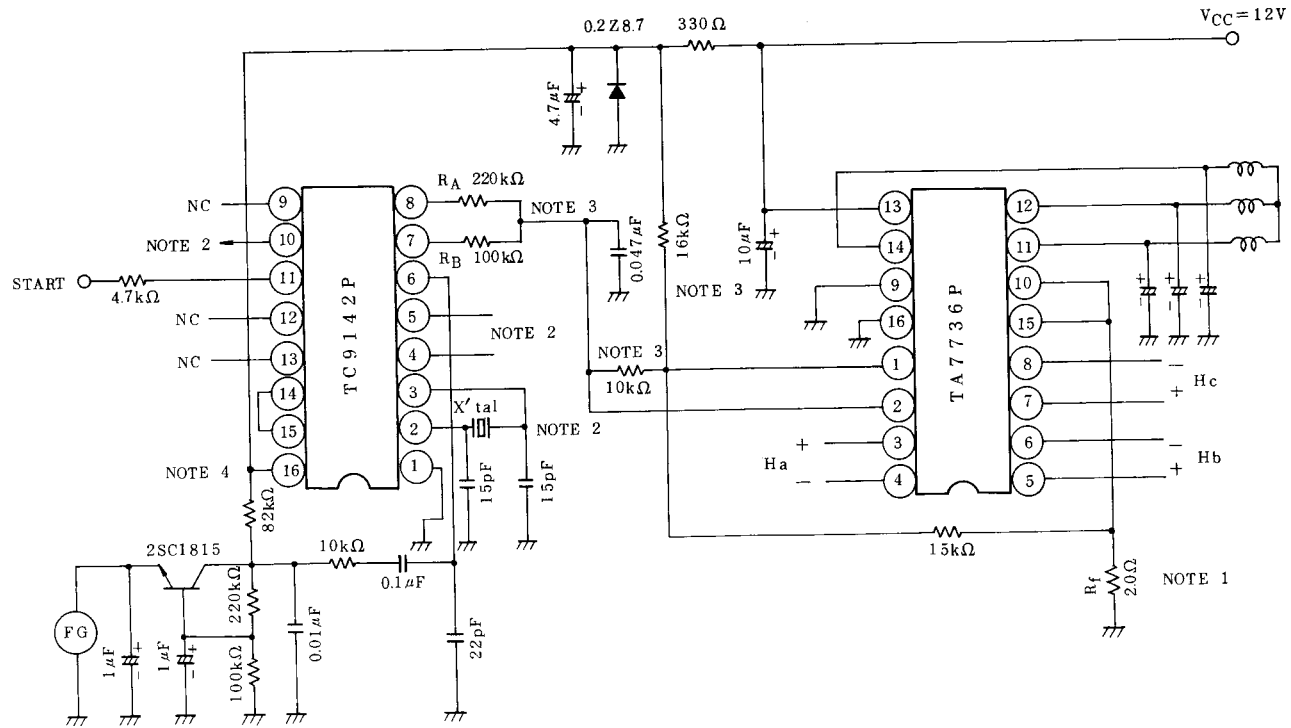 0.2Z8.7
330Ω
VCC=12V
4.7μF
+
-
RA 220kΩ
NOTE 3
RB
100kΩ
0.047μF
16kΩ
10μF
+
-
NOTE 3
NC
NOTE 2
START
4.7kΩ
NC
NC
NOTE 4
TC9142P
9
10
11
12
13
14
15
16
8
7
6
5
4
3
2
1
NOTE 2
X'tal
NOTE 2
15pF
15pF
NOTE 3
10kΩ
TA7736P
13
14
9
16
1
2
3
4
12
11
10
15
8
7
6
5
+
-
+
-
+
-
Ha
+
-
-
Hc
+
-
Hb
+
15kΩ
Rf
2.0Ω
NOTE 1
82kΩ
2SC1815
10kΩ
0.1μF
220kΩ
0.01μF
22pF
FG
1μF
+
-
1μF
+
-
100kΩ